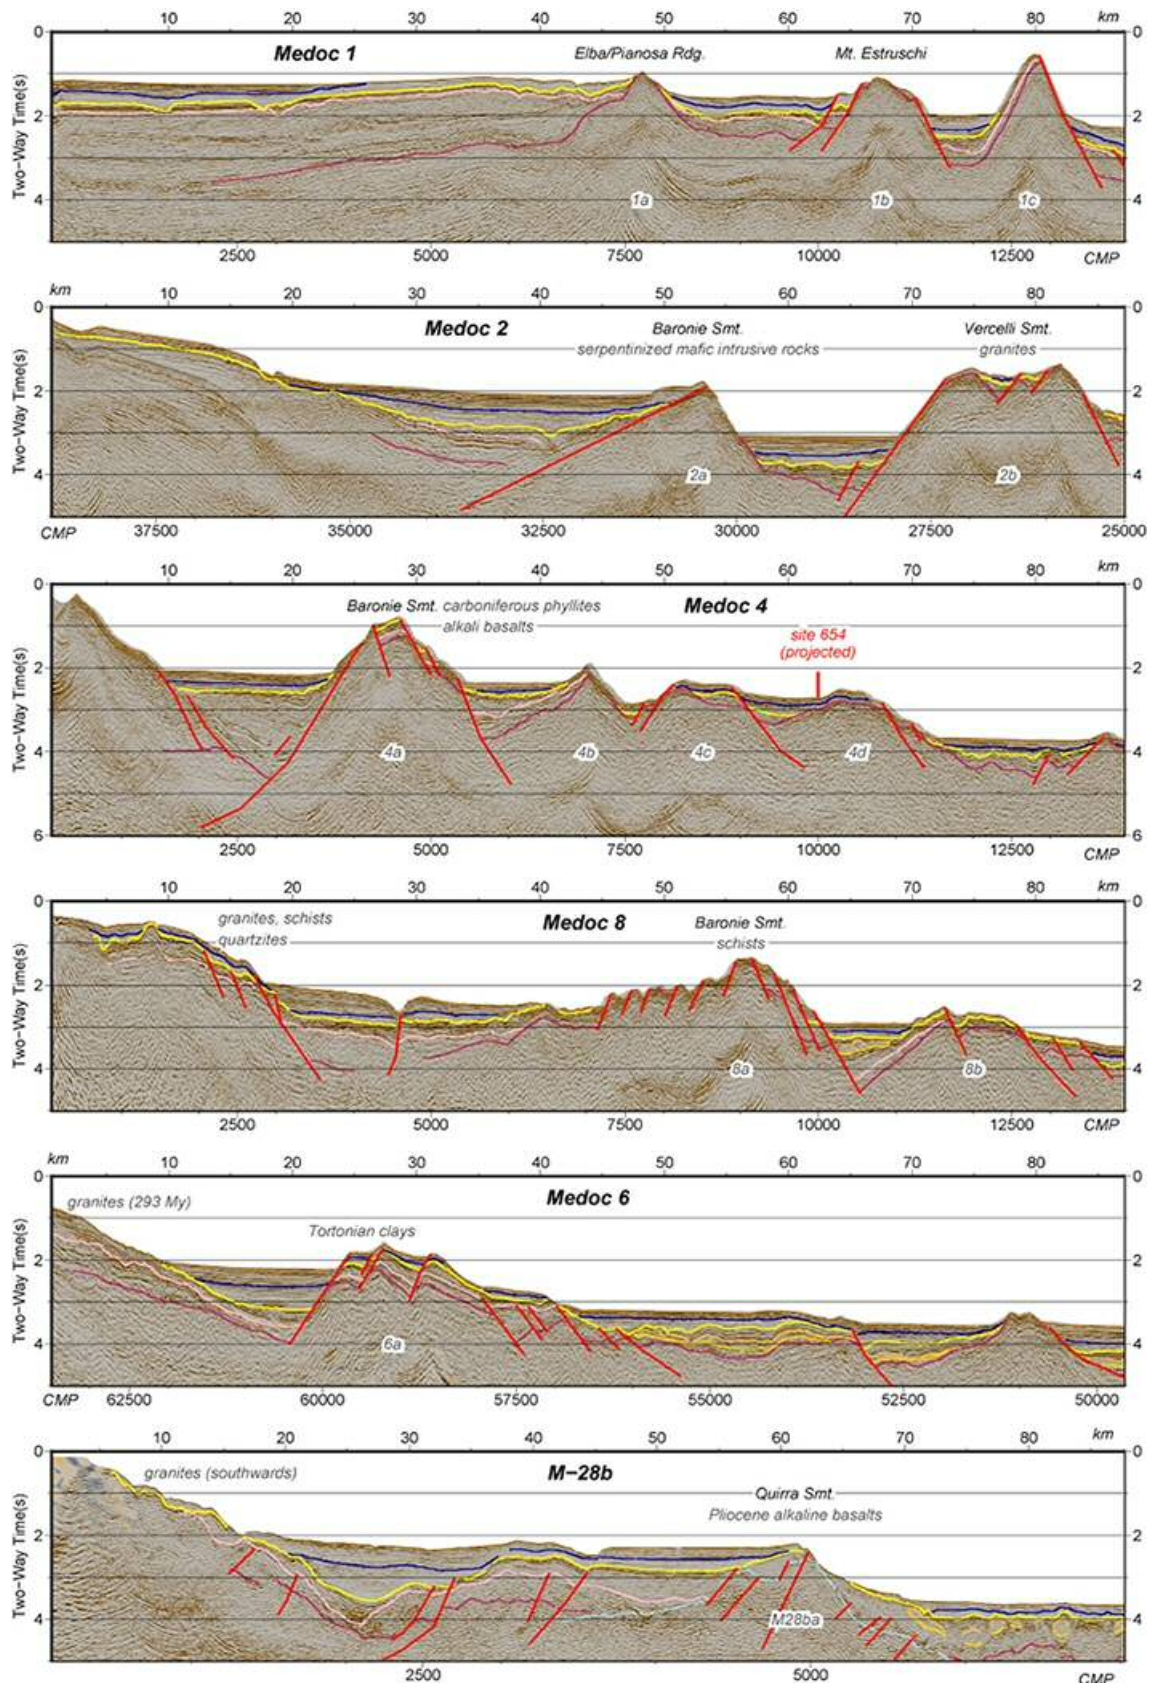 10 20 30 40 50 60 70 80 km
Medoc 1
Elba/Pianosa Rdg.
Mt. Estruschi
Two-Way Time(s)
0 2 4
0 2 4
1a 1b 1c
2500 5000 7500 10000 12500 CMP
km 10 20 30 40 50 60 70 80
Medoc 2
Baronie Smt.
serpentinized mafic intrusive rocks
Vercelli Smt.
granites
Two-Way Time(s)
0 2 4
0 2 4
2a 2b
CMP 37500 35000 32500 30000 27500 25000
10 20 30 40 50 60 70 80 km
Baronie Smt. carboniferous phyllites
alkali basalts
Medoc 4
site 654
(projected)
Two-Way Time(s)
0 2 4 6
0 2 4 6
4a 4b 4c 4d
2500 5000 7500 10000 12500 CMP
10 20 30 40 50 60 70 80 km
granites, schists
quartzites
Medoc 8
Baronie Smt.
schists
Two-Way Time(s)
0 2 4
0 2 4
8a 8b
2500 5000 7500 10000 12500 CMP
km 10 20 30 40 50 60 70 80
granites (293 My)
Medoc 6
Tortonian clays
Two-Way Time(s)
0 2 4
0 2 4
6a
CMP 62500 60000 57500 55000 52500 50000
10 20 30 40 50 60 70 km
granites (southwards)
M-28b
Quirra Smt.
Pliocene alkaline basalts
Two-Way Time(s)
0 2 4
0 2 4
M28ba
2500 5000 CMP